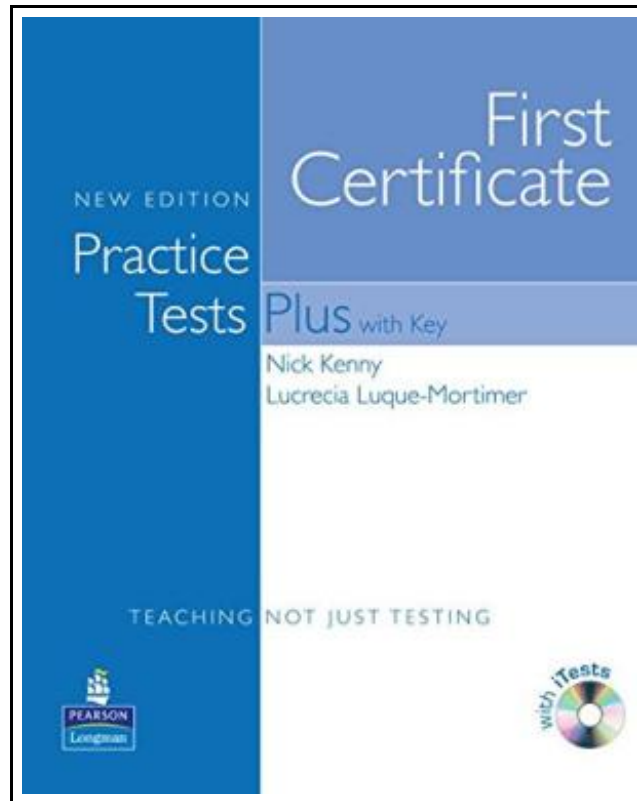 First
Certificate
NEW EDITION
Practice
Tests Plus with Key
Nick Kenny
Lucrecia Luque-Mortimer
TEACHING NOT JUST TESTING
PEARSON
Longman
with iTests